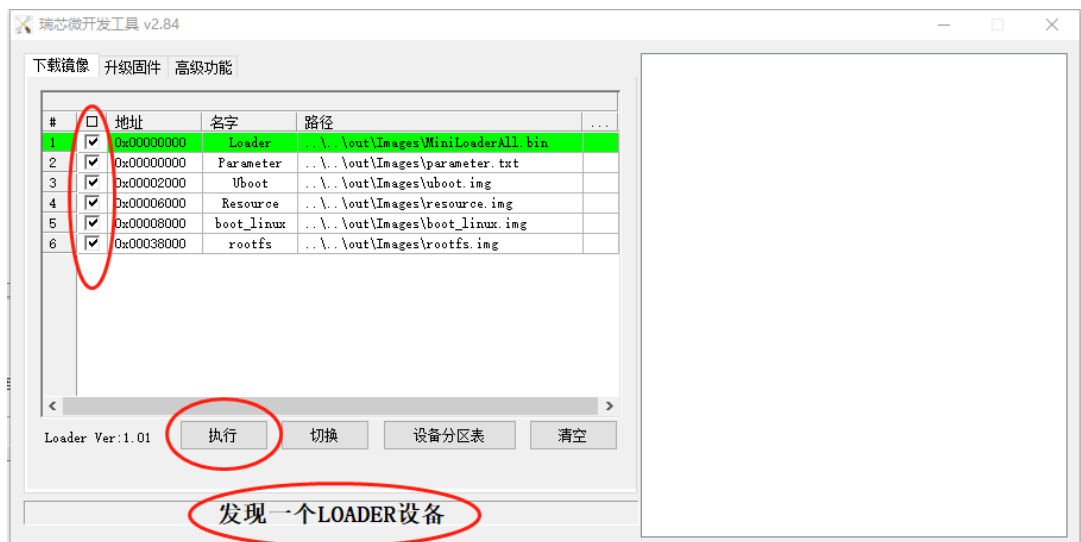 瑞芯微开发工具 v2.84
下载镜像 升级固件 高级功能
# 地址 名字 路径 ...
1 0x00000000 Loader ..\..\out\Images\MiniLoaderAll.bin
2 0x00000000 Parameter ..\..\out\Images\parameter.txt
3 0x00002000 Uboot ..\..\out\Images\uboot.img
4 0x00006000 Resource ..\..\out\Images\resource.img
5 0x00008000 boot_linux ..\..\out\Images\boot_linux.img
6 0x00038000 rootfs ..\..\out\Images\rootfs.img
Loader Ver:1.01 执行 切换 设备分区表 清空
发现一个LOADER设备